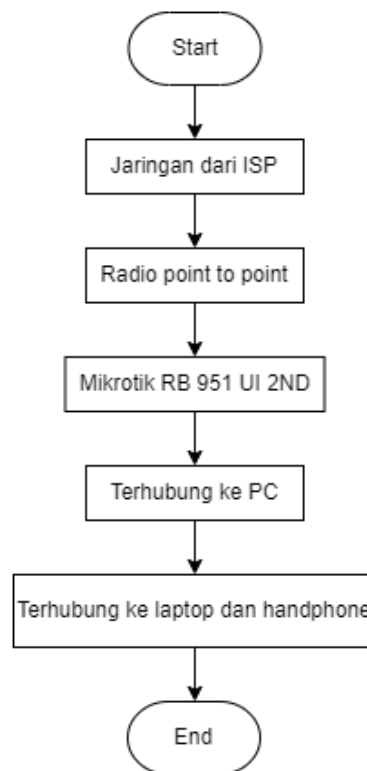 Start
Jaringan dari ISP
Radio point to point
Mikrotik RB 951 UI 2ND
Terhubung ke PC
Terhubung ke laptop dan handphone
End